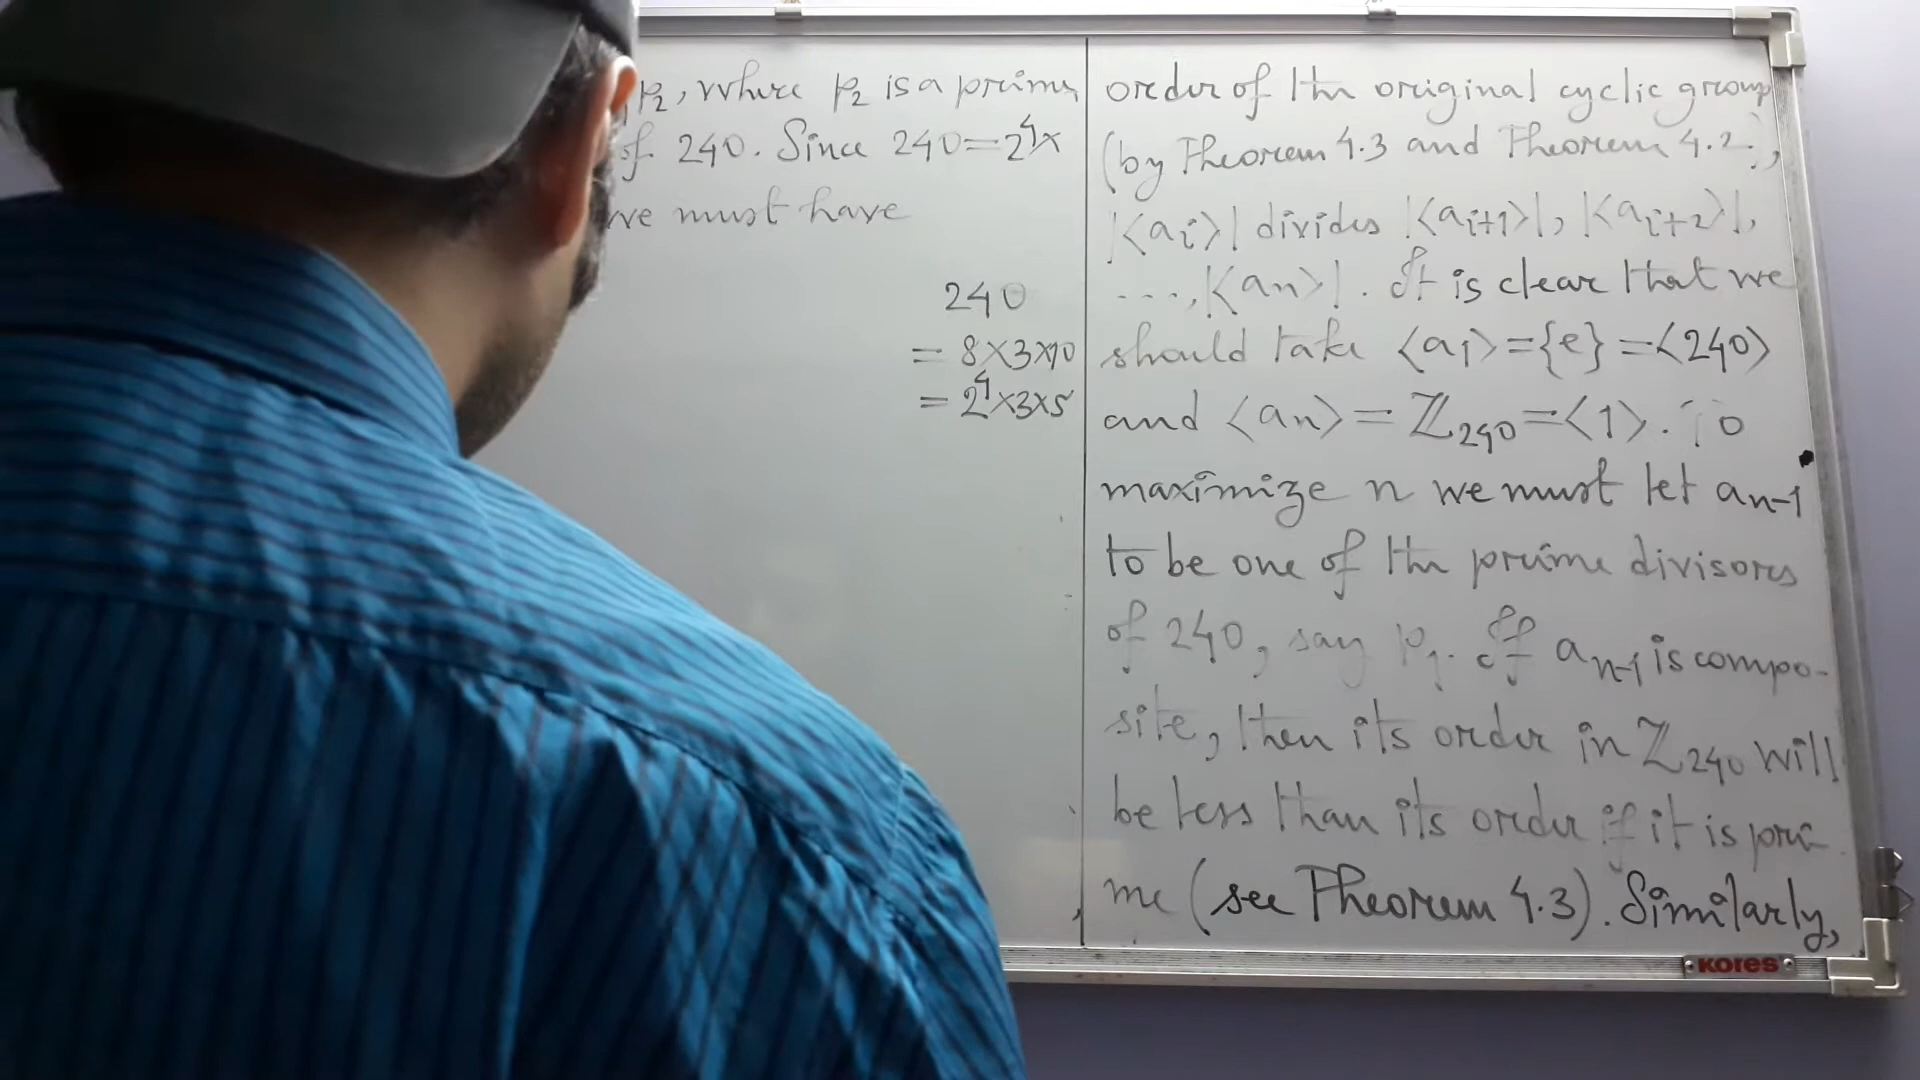 order of the original cyclic group
(by Theorem 4.3 and Theorem 4.2),
|<aᵢ>| divides |<aᵢ₊₁>|, |<aᵢ₊₂>|,
..., |<aₙ>|. It is clear that we
should take <a₁>={e}=<240>
and <aₙ>=ℤ₂₄₀=<1>. To
maximize n we must let aₙ₋₁
to be one of the prime divisors
of 240, say p₁. If aₙ₋₁ is compo-
site, then its order in ℤ₂₄₀ will
be less than its order if it is pri-
me (see Theorem 4.3). Similarly,
p₂, where p₂ is a prime
of 240. Since 240=2⁴×
we must have
240
= 8×3×10
= 2⁴×3×5
KORES